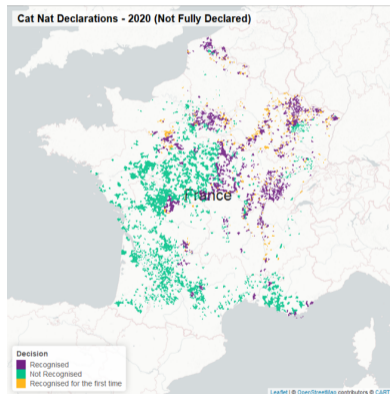 Cat Nat Declarations - 2020 (Not Fully Declared)
France
Decision
Recognised
Not Recognised
Recognised for the first time
Leaflet | © OpenStreetMap contributors © CART